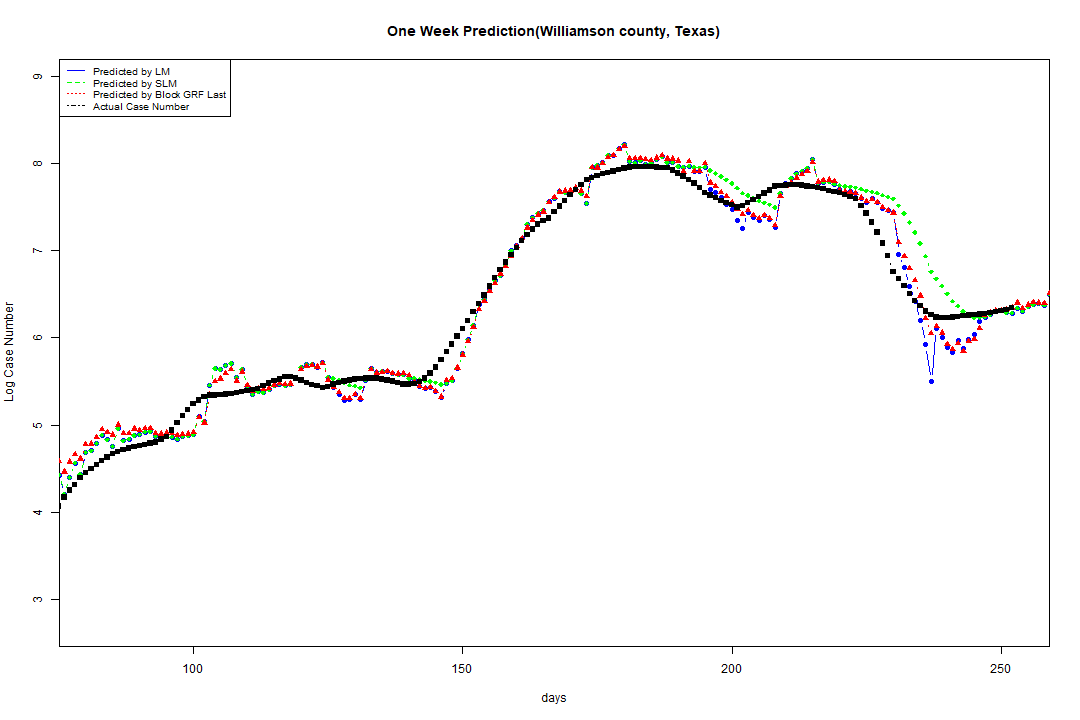 One Week Prediction(Williamson county, Texas)
Predicted by LM
Predicted by SLM
Predicted by Block GRF Last
Actual Case Number
9
8
7
6
5
4
3
Log Case Number
100
150
200
250
days